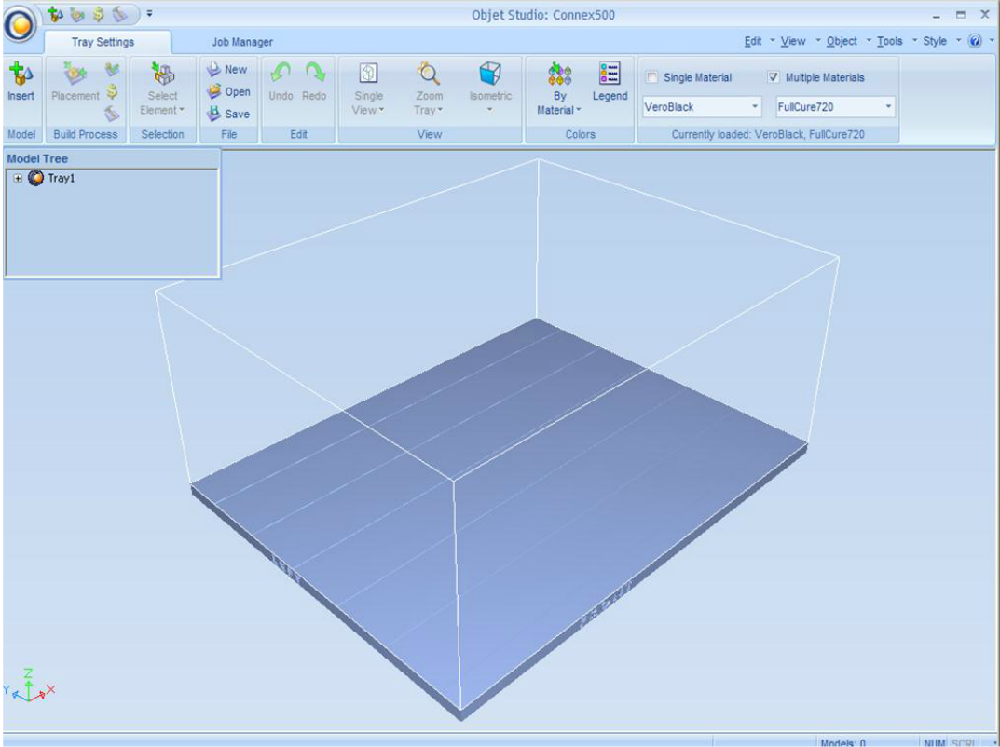 Objet Studio: Connex500
Tray Settings Job Manager Edit View Object Tools Style
Insert Placement Select Element New Open Save Undo Redo Single View Zoom Tray Isometric By Material Legend Single Material Multiple Materials
VeroBlack FullCure720
Model Build Process Selection File Edit View Colors Currently loaded: VeroBlack, FullCure720
Model Tree
Tray1
Z
Y X
Models: 0 NUM SCRL